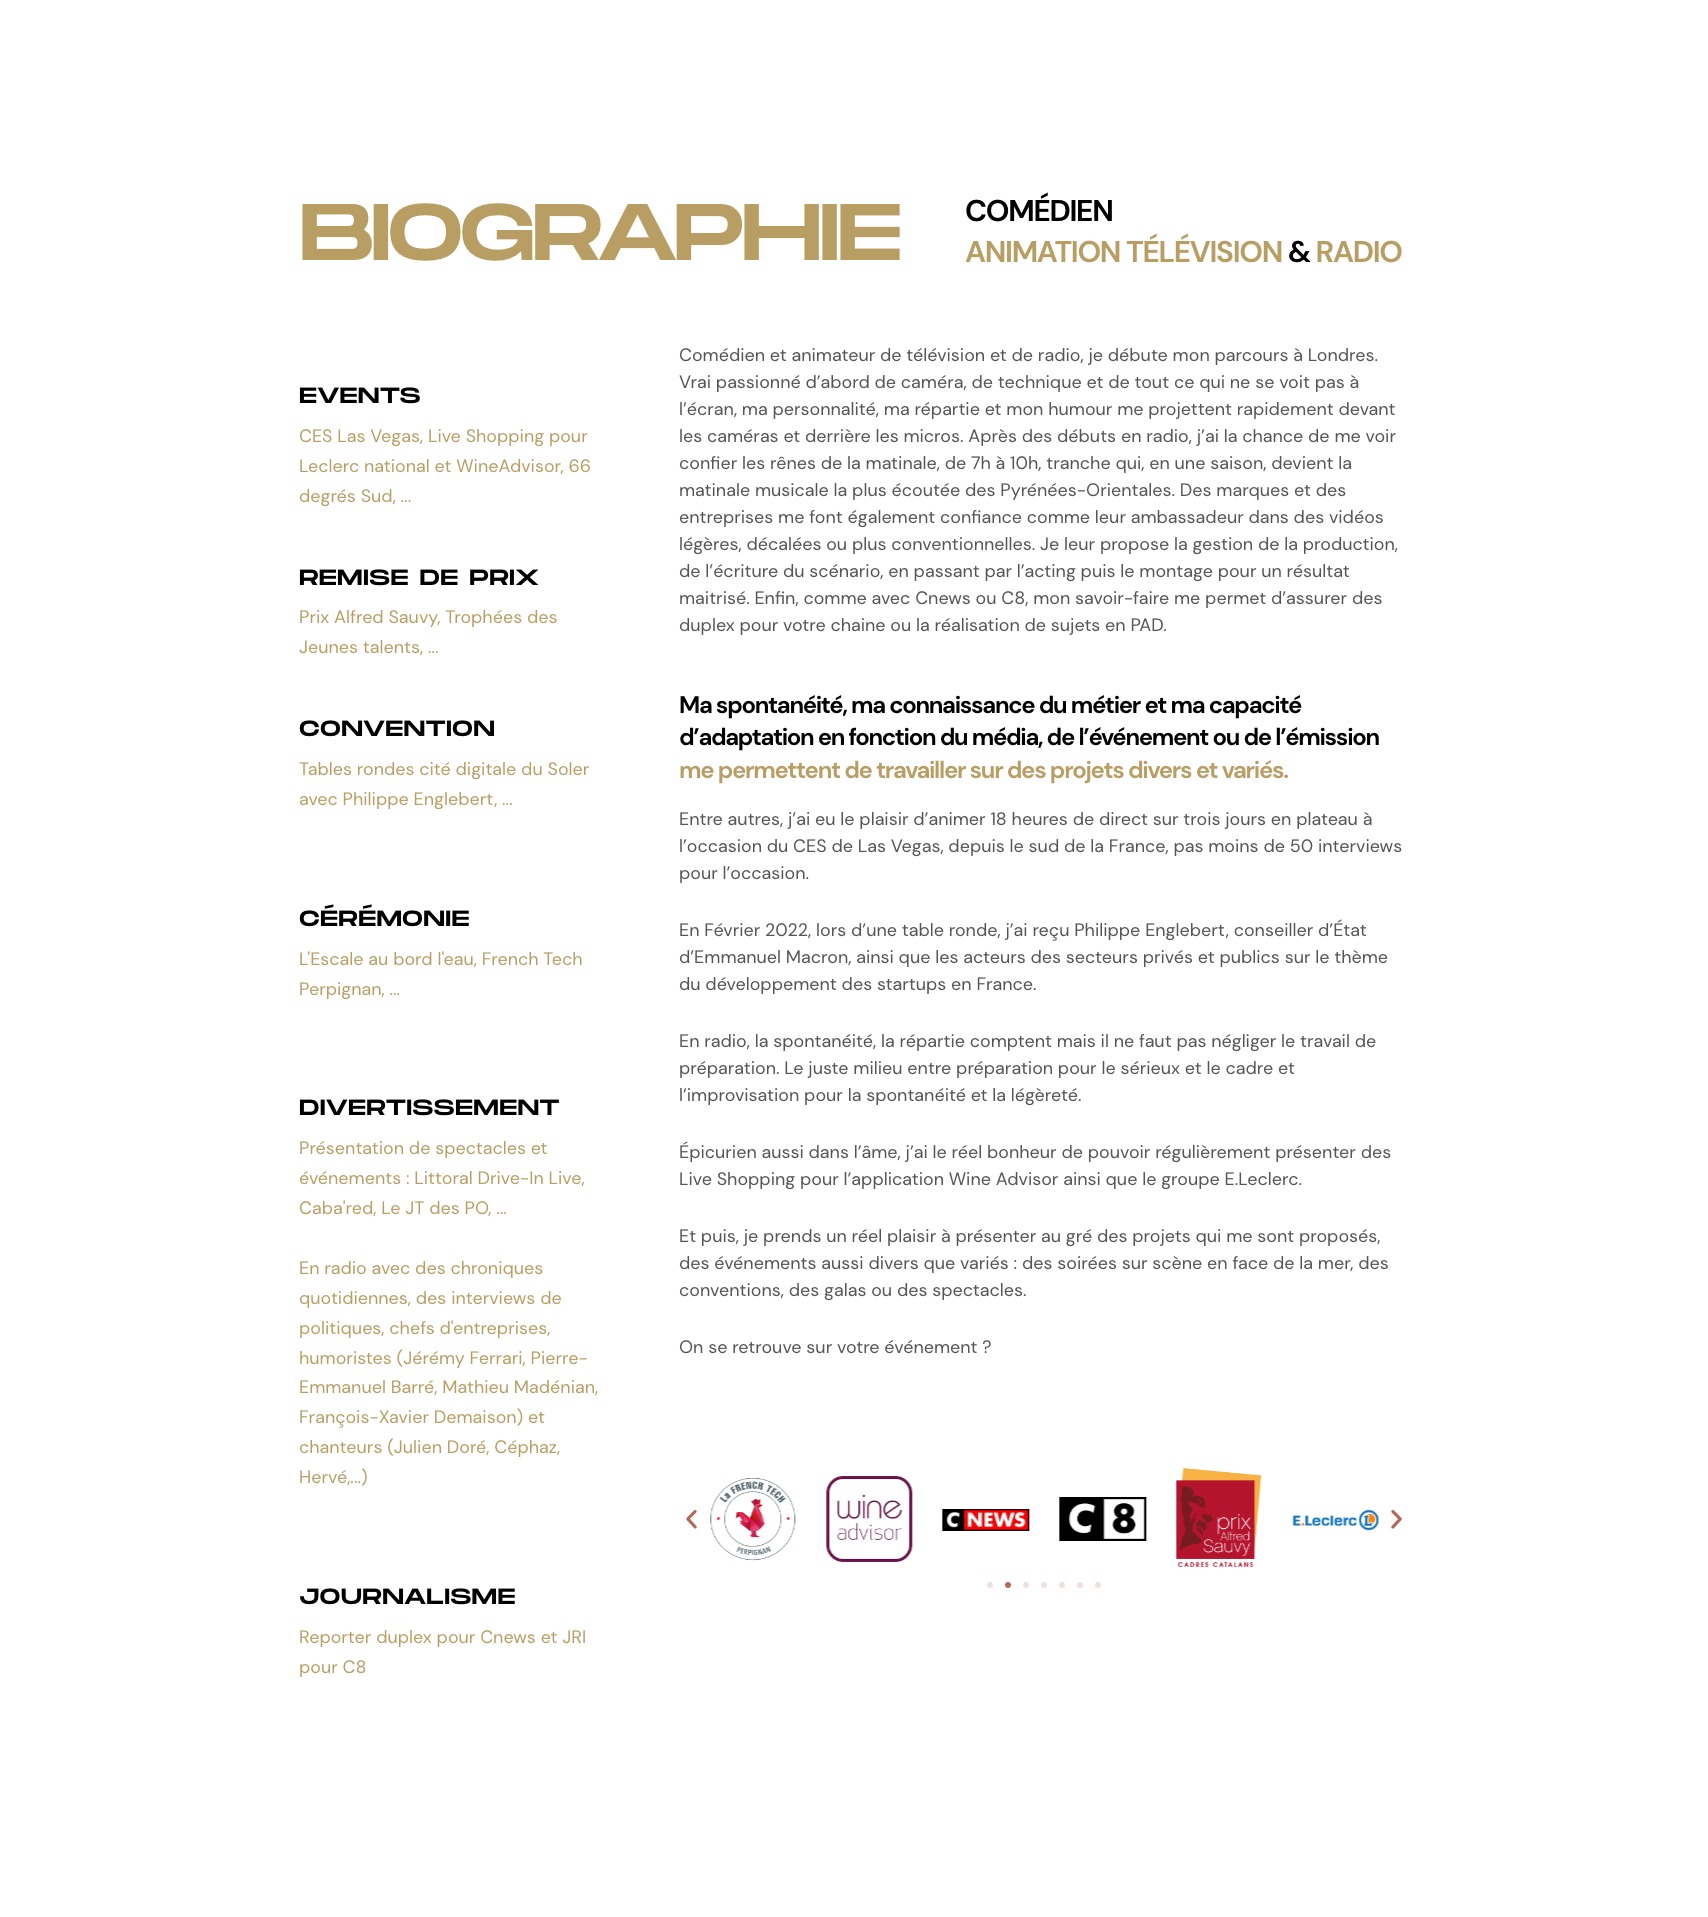 BIOGRAPHIE
COMÉDIEN
ANIMATION TÉLÉVISION & RADIO
EVENTS
CES Las Vegas, Live Shopping pour
Leclerc national et WineAdvisor, 66
degrés Sud, ...
REMISE DE PRIX
Prix Alfred Sauvy, Trophées des
Jeunes talents, ...
CONVENTION
Tables rondes cité digitale du Soler
avec Philippe Englebert, ...
CÉRÉMONIE
L'Escale au bord l'eau, French Tech
Perpignan, ...
DIVERTISSEMENT
Présentation de spectacles et
événements : Littoral Drive-In Live,
Caba'red, Le JT des PO, ...
En radio avec des chroniques
quotidiennes, des interviews de
politiques, chefs d'entreprises,
humoristes (Jérémy Ferrari, Pierre-
Emmanuel Barré, Mathieu Madénian,
François-Xavier Demaison) et
chanteurs (Julien Doré, Céphaz,
Hervé,...)
JOURNALISME
Reporter duplex pour Cnews et JRI
pour C8
Comédien et animateur de télévision et de radio, je débute mon parcours à Londres.
Vrai passionné d’abord de caméra, de technique et de tout ce qui ne se voit pas à
l’écran, ma personnalité, ma répartie et mon humour me projettent rapidement devant
les caméras et derrière les micros. Après des débuts en radio, j’ai la chance de me voir
confier les rênes de la matinale, de 7h à 10h, tranche qui, en une saison, devient la
matinale musicale la plus écoutée des Pyrénées-Orientales. Des marques et des
entreprises me font également confiance comme leur ambassadeur dans des vidéos
légères, décalées ou plus conventionnelles. Je leur propose la gestion de la production,
de l’écriture du scénario, en passant par l’acting puis le montage pour un résultat
maitrisé. Enfin, comme avec Cnews ou C8, mon savoir-faire me permet d’assurer des
duplex pour votre chaine ou la réalisation de sujets en PAD.
Ma spontanéité, ma connaissance du métier et ma capacité
d’adaptation en fonction du média, de l’événement ou de l’émission
me permettent de travailler sur des projets divers et variés.
Entre autres, j’ai eu le plaisir d’animer 18 heures de direct sur trois jours en plateau à
l’occasion du CES de Las Vegas, depuis le sud de la France, pas moins de 50 interviews
pour l’occasion.
En Février 2022, lors d’une table ronde, j’ai reçu Philippe Englebert, conseiller d’État
d’Emmanuel Macron, ainsi que les acteurs des secteurs privés et publics sur le thème
du développement des startups en France.
En radio, la spontanéité, la répartie comptent mais il ne faut pas négliger le travail de
préparation. Le juste milieu entre préparation pour le sérieux et le cadre et
l’improvisation pour la spontanéité et la légèreté.
Épicurien aussi dans l’âme, j’ai le réel bonheur de pouvoir régulièrement présenter des
Live Shopping pour l’application Wine Advisor ainsi que le groupe E.Leclerc.
Et puis, je prends un réel plaisir à présenter au gré des projets qui me sont proposés,
des événements aussi divers que variés : des soirées sur scène en face de la mer, des
conventions, des galas ou des spectacles.
On se retrouve sur votre événement ?
La FRENCH TECH
PERPIGNAN
wine
advisor
C NEWS
C8
prix
Alfred
Sauvy
CADRES CATALANS
E.Leclerc L